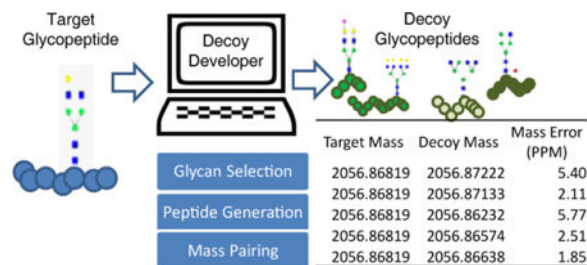 Target
Glycopeptide
Decoy
Developer
Decoy
Glycopeptides
Glycan Selection
Peptide Generation
Mass Pairing
Target Mass Decoy Mass Mass Error (PPM)
2056.86819 2056.87222 5.40
2056.86819 2056.87133 2.11
2056.86819 2056.86232 5.77
2056.86819 2056.86574 2.51
2056.86819 2056.86638 1.85